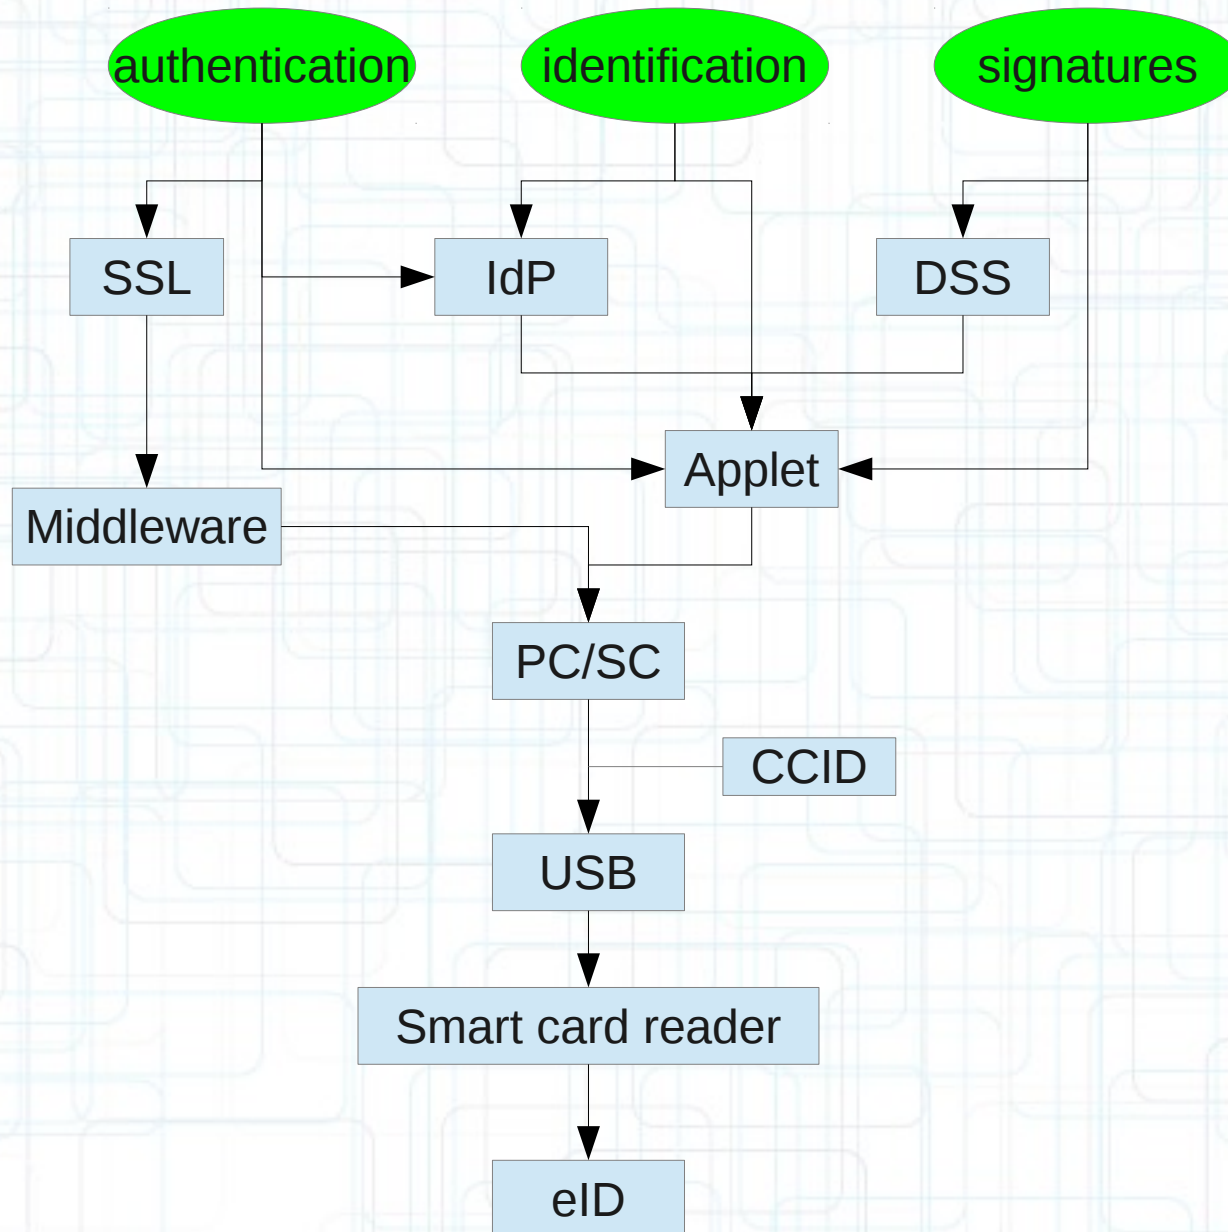 authentication
identification
signatures
SSL
IdP
DSS
Applet
Middleware
PC/SC
CCID
USB
Smart card reader
eID